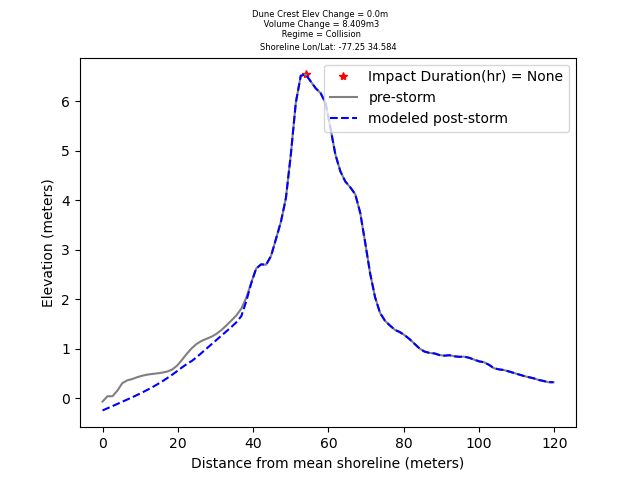 Dune Crest Elev Change = 0.0m
Volume Change = 8.409m3
Regime = Collision
Shoreline Lon/Lat: -77.25 34.584
Impact Duration(hr) = None
pre-storm
modeled post-storm
Elevation (meters)
6
5
4
3
2
1
0
0 20 40 60 80 100 120
Distance from mean shoreline (meters)